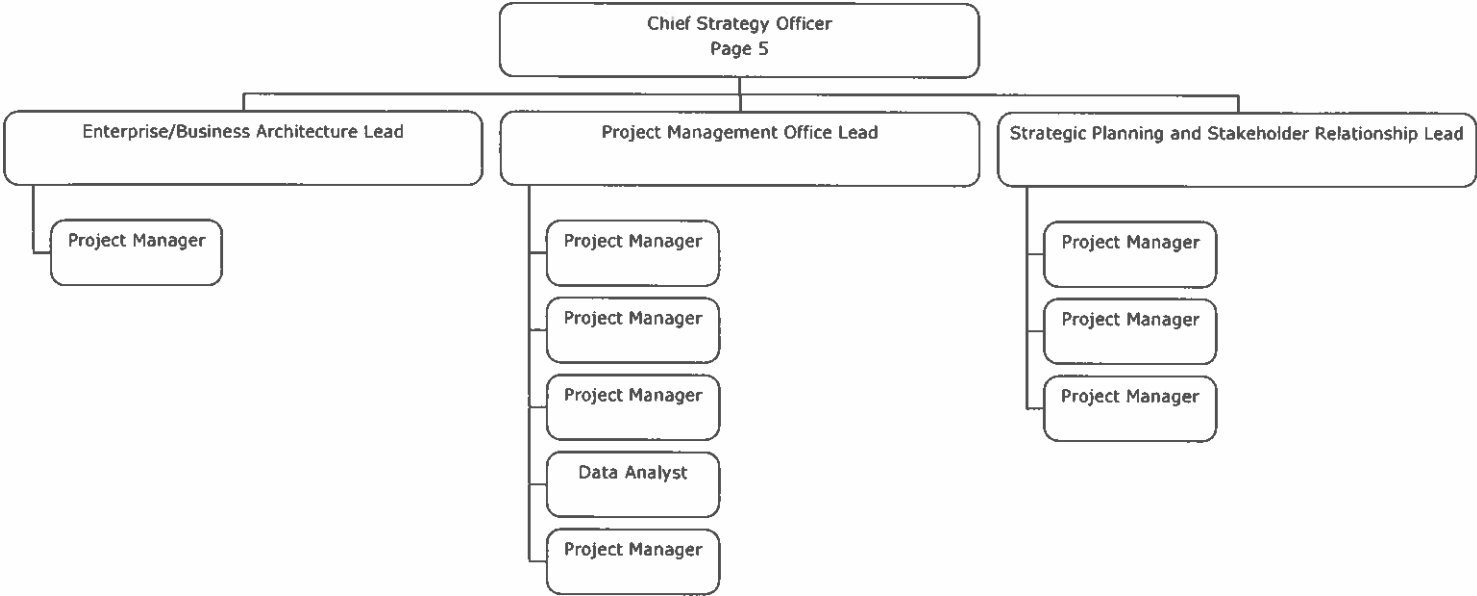 Chief Strategy Officer
Page 5
Enterprise/Business Architecture Lead
Project Manager
Project Management Office Lead
Project Manager
Project Manager
Project Manager
Data Analyst
Project Manager
Strategic Planning and Stakeholder Relationship Lead
Project Manager
Project Manager
Project Manager